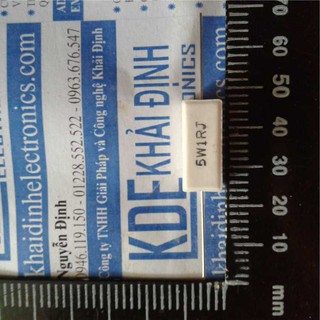 KDE KHẢI ĐỊNH
Công ty TNHH Giải Pháp và Công nghệ Khải Định
Nguyễn Định
0946.119.150 - 01228.552.522 - 0963.676.547
khaidinhelectronics.com
5W1RJ
70
60
50
40
30
20
10
mm